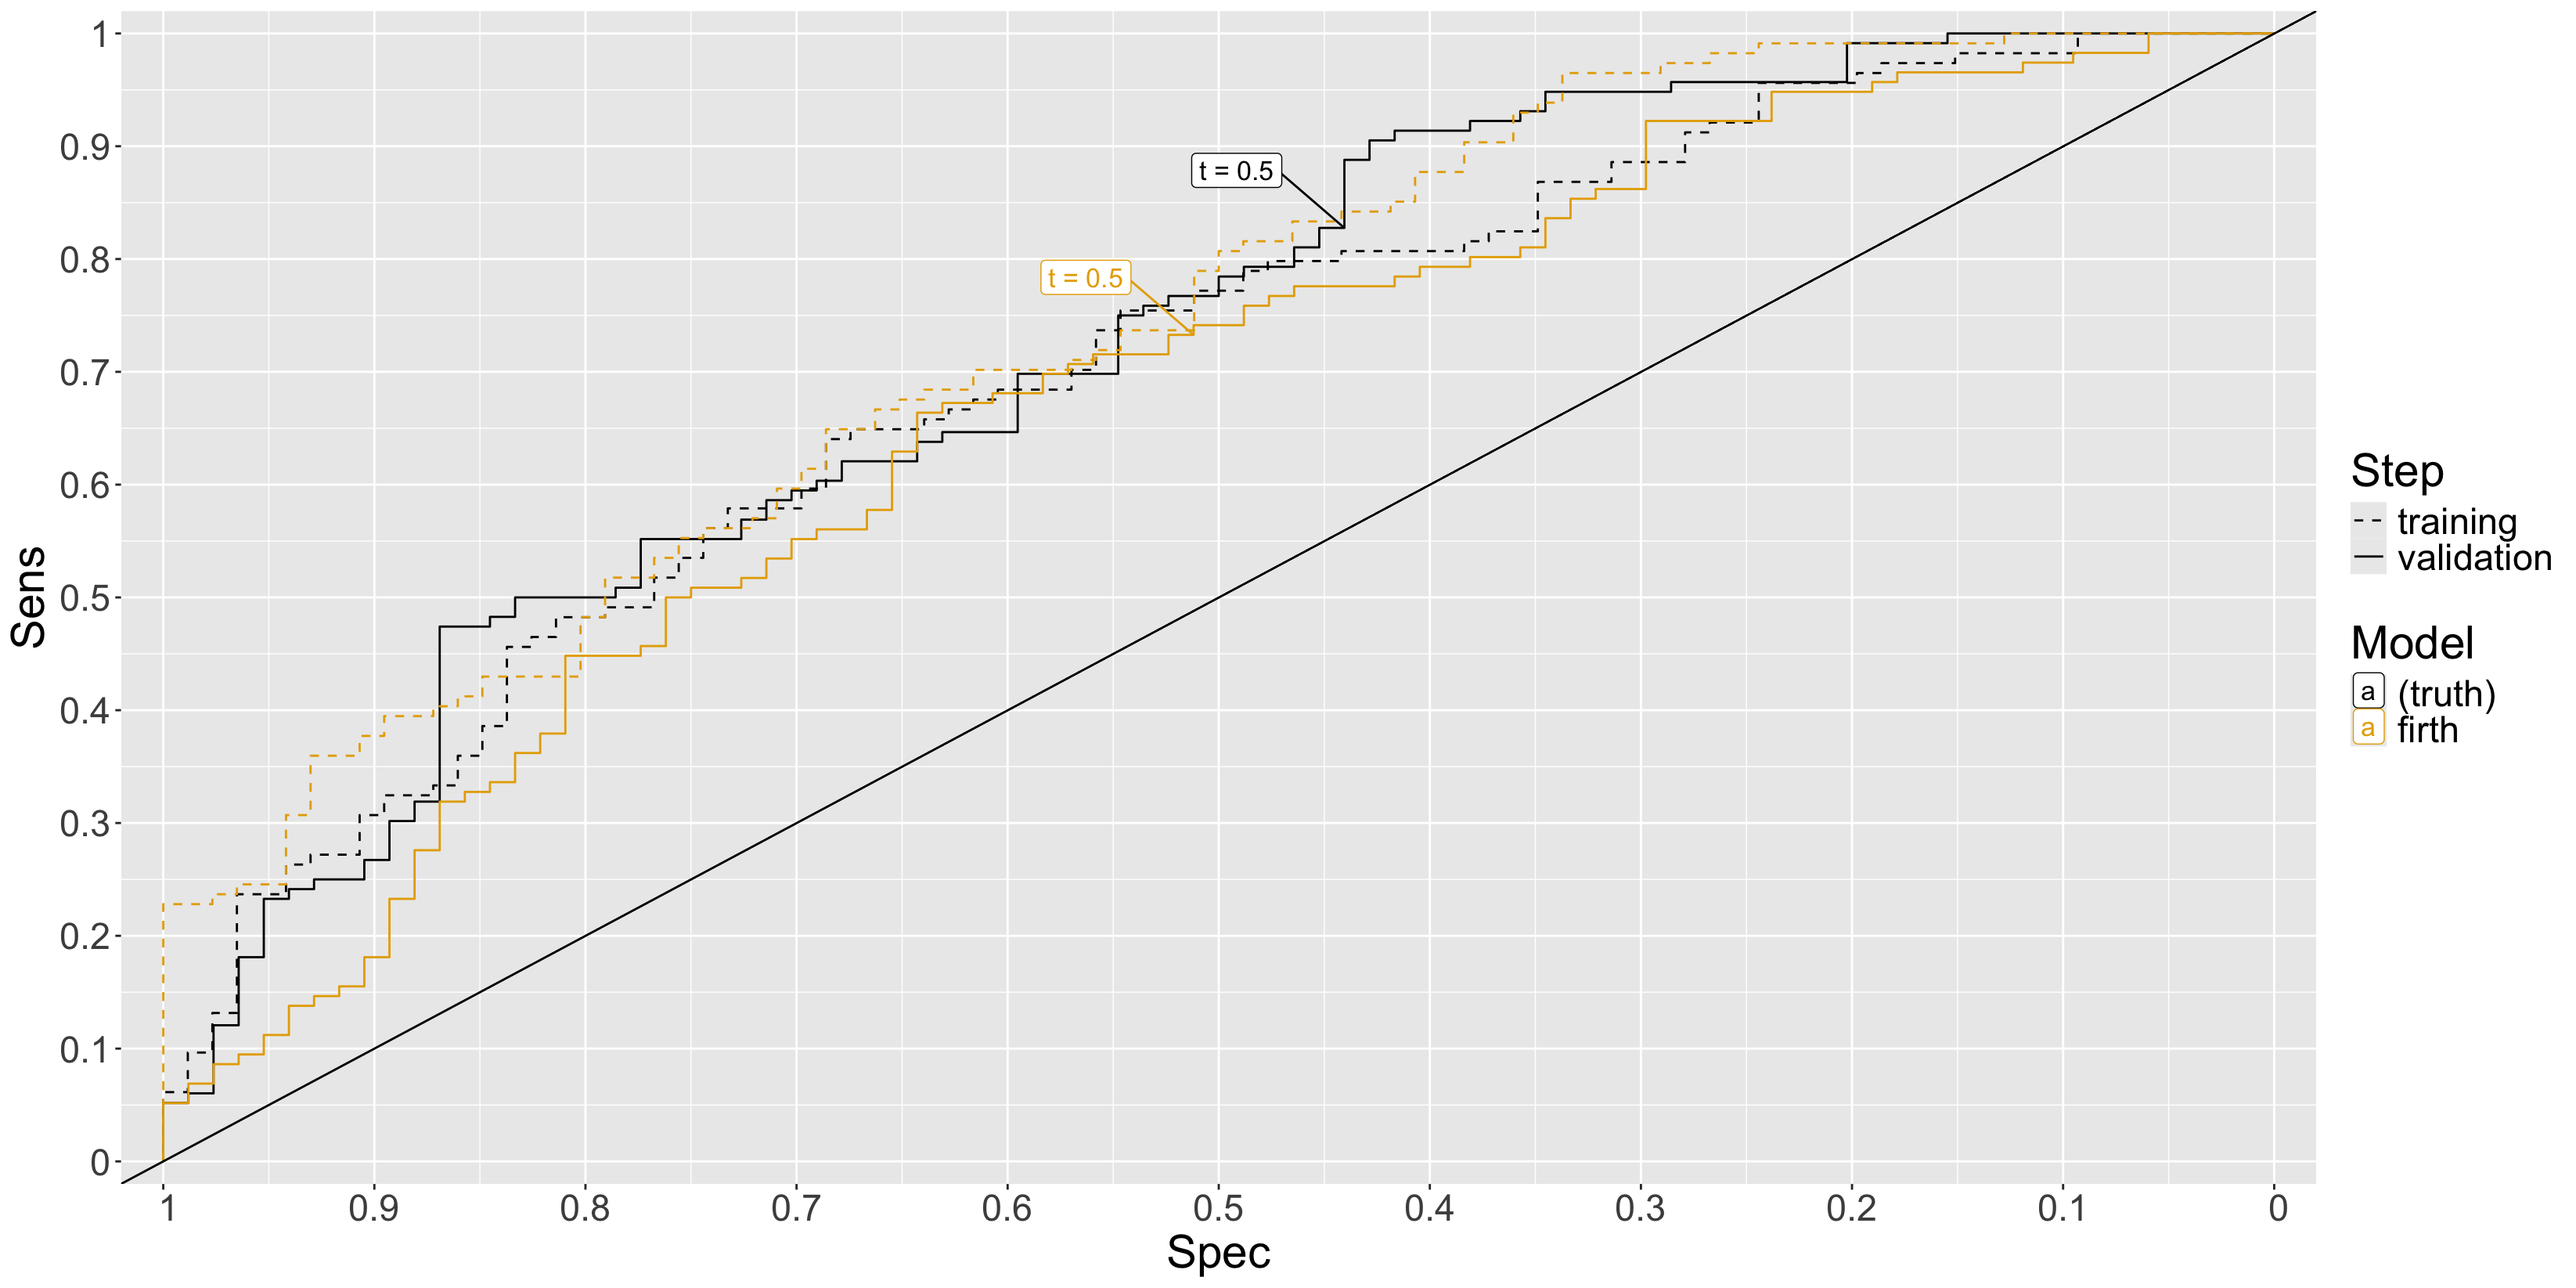 1
0.9
0.8
0.7
0.6
0.5
0.4
0.3
0.2
0.1
0
Sens
t = 0.5
t = 0.5
1 0.9 0.8 0.7 0.6 0.5 0.4 0.3 0.2 0.1 0
Spec
Step
training
validation
Model
a (truth)
a firth